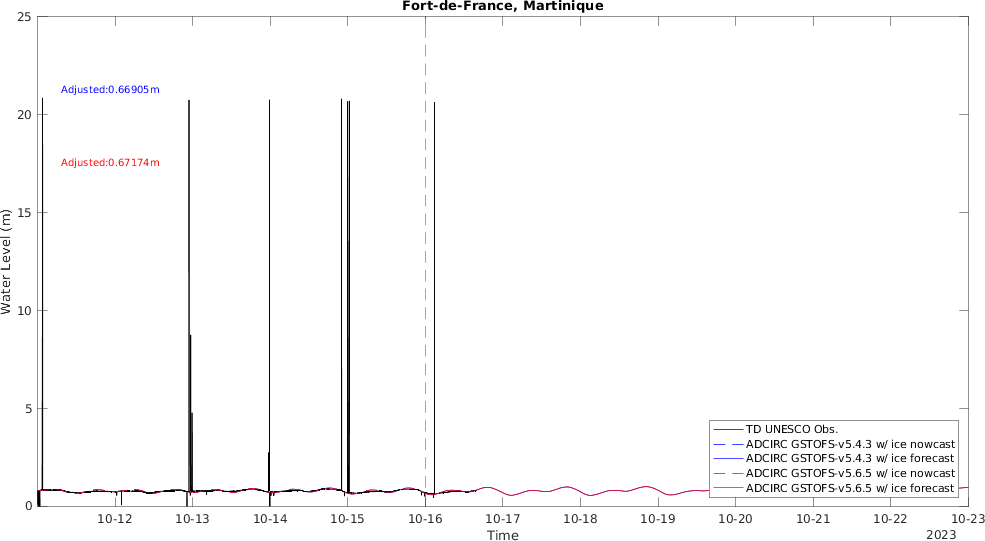 Fort-de-France, Martinique
25
20
15
10
5
0
Water Level (m)
Adjusted:0.66905m
Adjusted:0.67174m
TD UNESCO Obs.
ADCIRC GSTOFS-v5.4.3 w/ ice nowcast
ADCIRC GSTOFS-v5.4.3 w/ ice forecast
ADCIRC GSTOFS-v5.6.5 w/ ice nowcast
ADCIRC GSTOFS-v5.6.5 w/ ice forecast
10-12 10-13 10-14 10-15 10-16 10-17 10-18 10-19 10-20 10-21 10-22 10-23
Time
2023